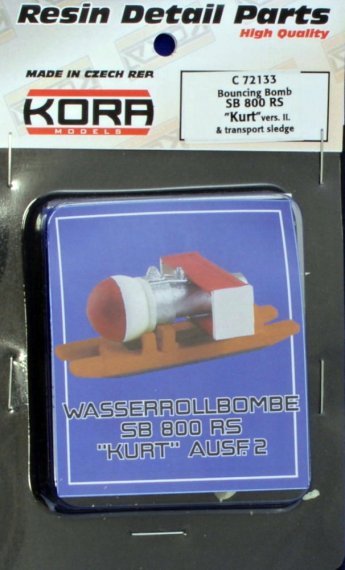 Resin Detail Parts
High Quality
MADE IN CZECH REP.
KORA
MODELS
C 72133
Bouncing Bomb
SB 800 RS
"Kurt" vers. II.
& transport sledge
WASSERROLLBOMBE
SB 800 RS
"KURT" AUSF. 2